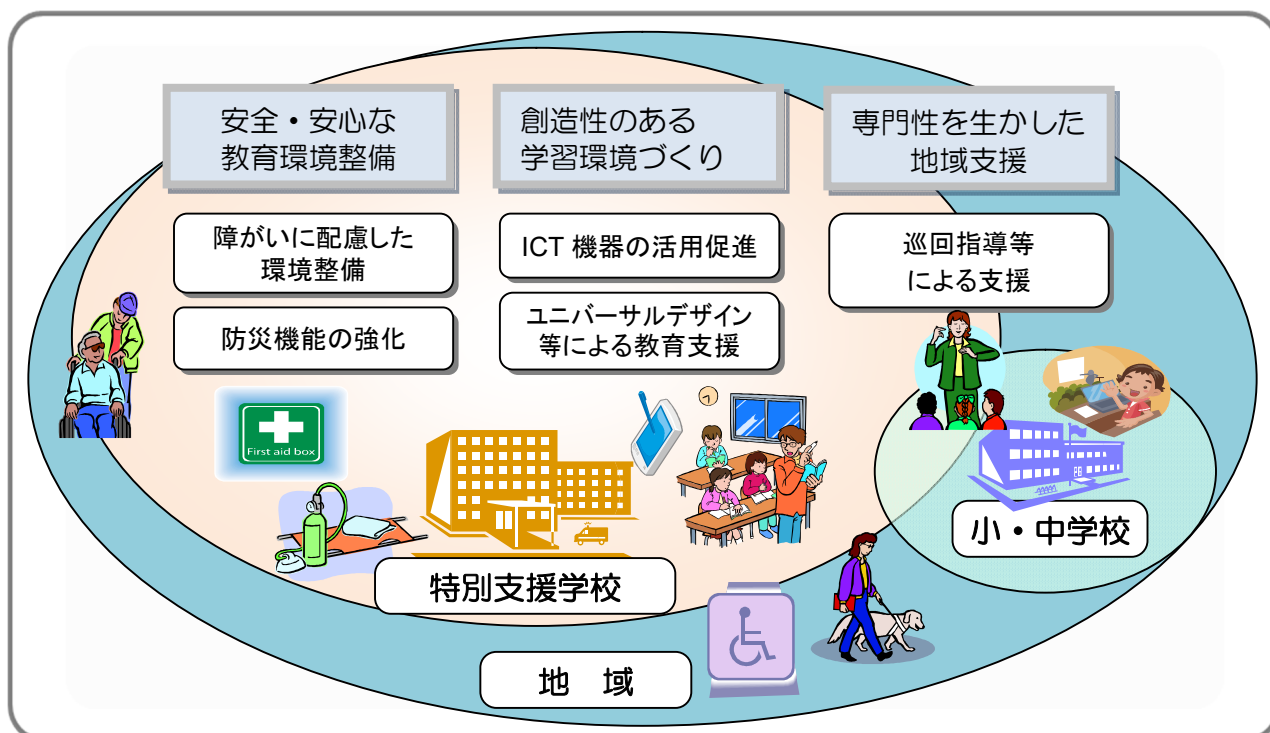 安全・安心な
教育環境整備
創造性のある
学習環境づくり
専門性を生かした
地域支援
障がいに配慮した
環境整備
防災機能の強化
ICT 機器の活用促進
ユニバーサルデザイン
等による教育支援
巡回指導等
による支援
First aid box
特別支援学校
小・中学校
地 域